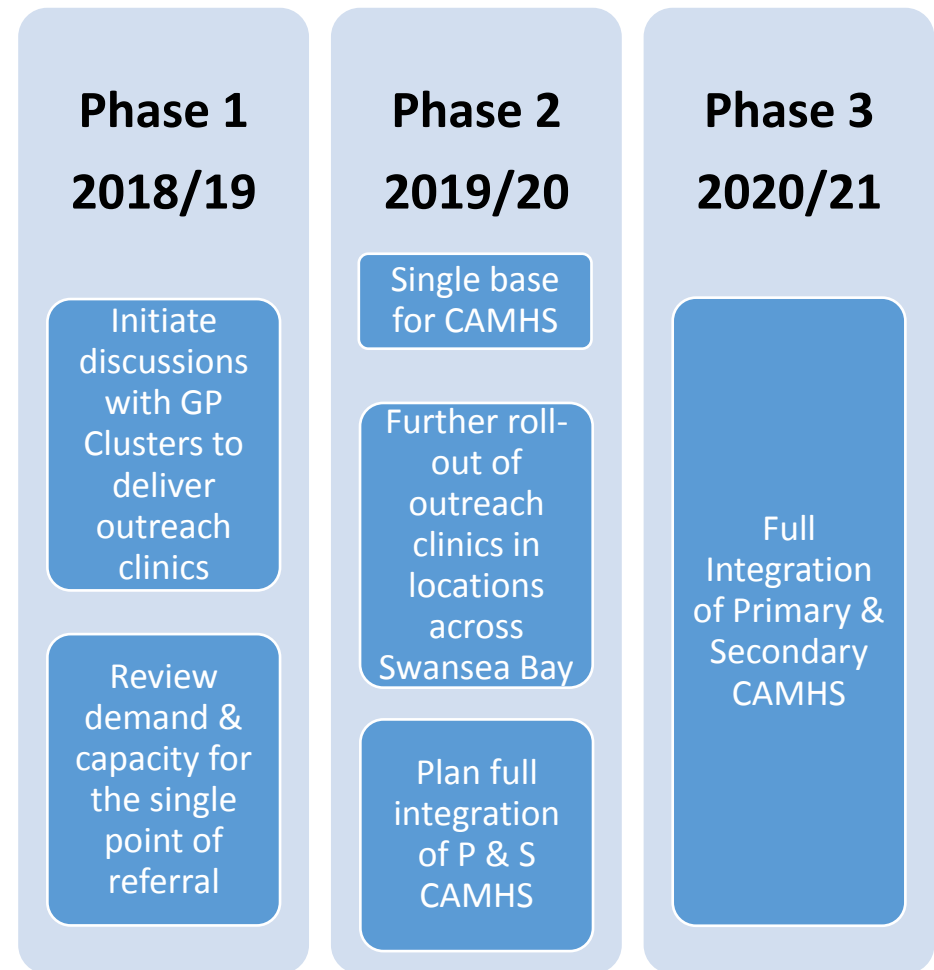 Phase 1
2018/19
Initiate
discussions
with GP
Clusters to
deliver
outreach
clinics
Review
demand &
capacity for
the single
point of
referral
Phase 2
2019/20
Single base
for CAMHS
Further roll-
out of
outreach
clinics in
locations
across
Swansea Bay
Plan full
integration
of P & S
CAMHS
Phase 3
2020/21
Full
Integration
of Primary &
Secondary
CAMHS